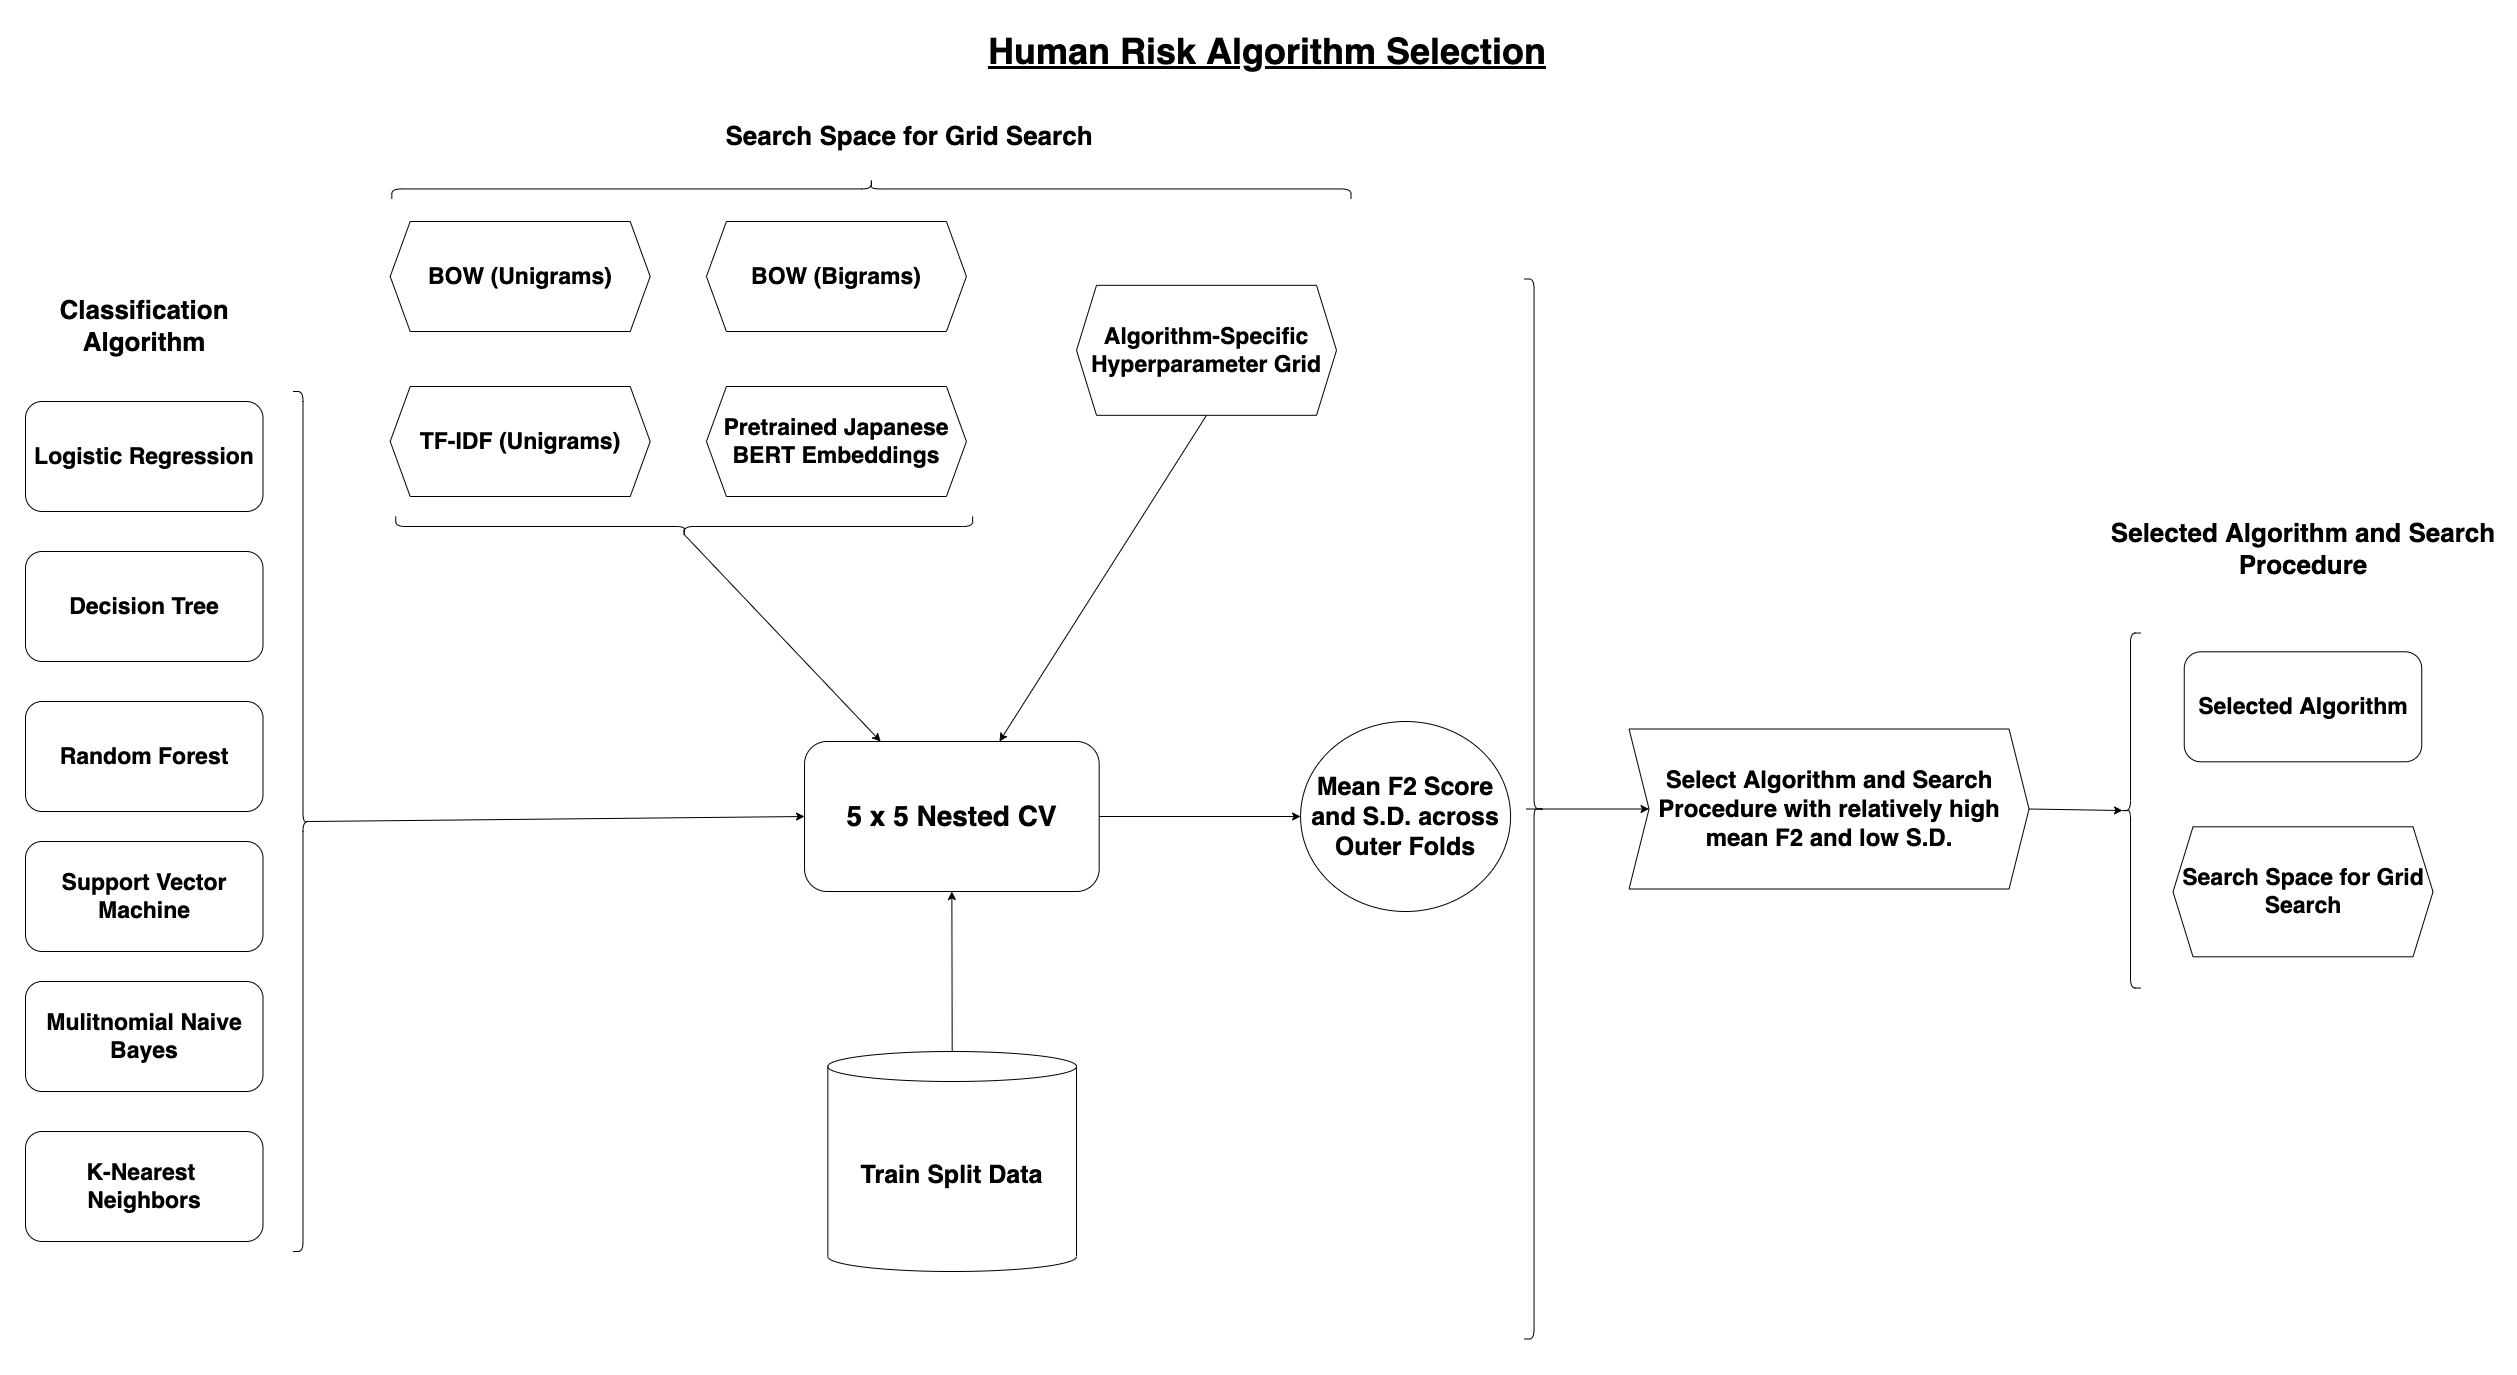 Human Risk Algorithm Selection
Search Space for Grid Search
BOW (Unigrams)
BOW (Bigrams)
Algorithm-Specific
Hyperparameter Grid
TF-IDF (Unigrams)
Pretrained Japanese
BERT Embeddings
Classification
Algorithm
Logistic Regression
Decision Tree
Random Forest
Support Vector
Machine
Mulitnomial Naive
Bayes
K-Nearest
Neighbors
5 x 5 Nested CV
Train Split Data
Mean F2 Score
and S.D. across
Outer Folds
Select Algorithm and Search
Procedure with relatively high
mean F2 and low S.D.
Selected Algorithm and Search
Procedure
Selected Algorithm
Search Space for Grid
Search